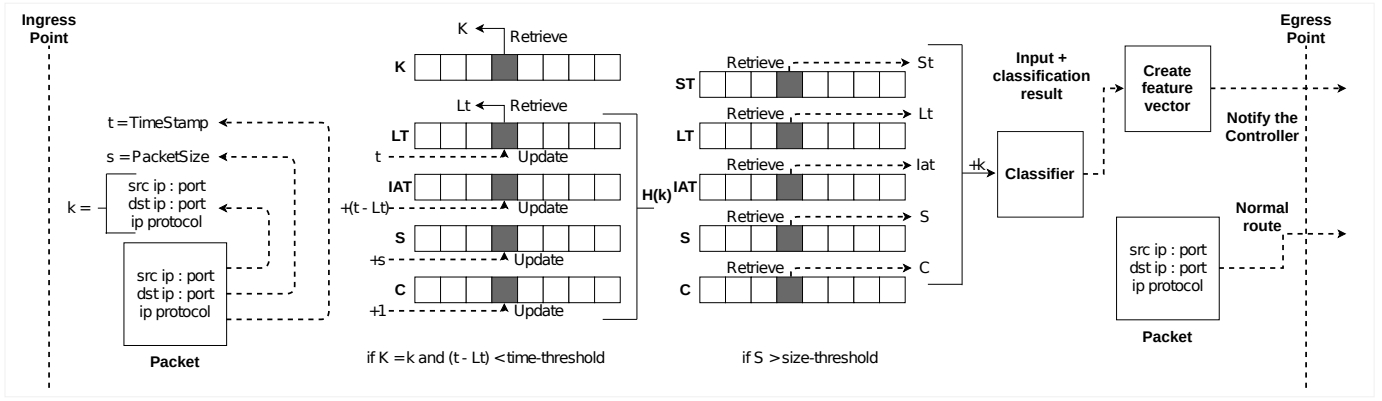 Ingress
Point
t = TimeStamp
s = PacketSize
k =
src ip : port
dst ip : port
ip protocol
src ip : port
dst ip : port
ip protocol
Packet
K
Retrieve
K
Lt
Retrieve
LT
t
Update
IAT
+(t - Lt)
Update
S
+s
Update
C
+1
Update
if K = k and (t - Lt) < time-threshold
H(k)
Retrieve
St
ST
Retrieve
Lt
LT
Retrieve
Iat
IAT
Retrieve
S
S
Retrieve
C
C
if S > size-threshold
+k
Classifier
Input +
classification
result
Create
feature
vector
Egress
Point
Notify the
Controller
Normal
route
src ip : port
dst ip : port
ip protocol
Packet